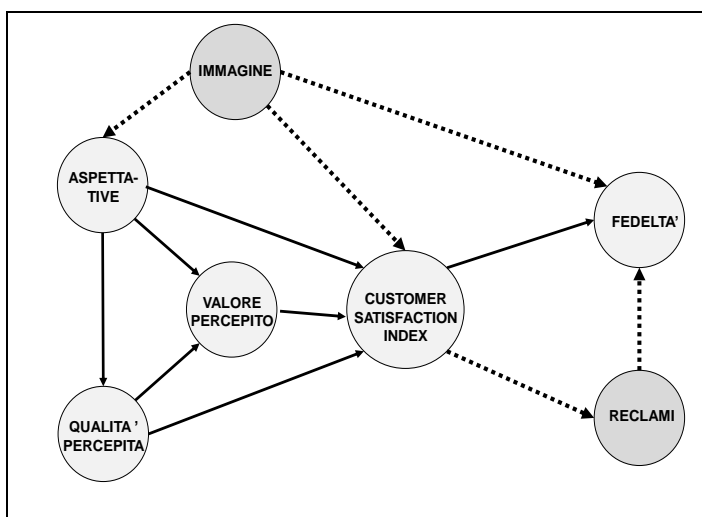 IMMAGINE
ASPETTA-
TIVE
FEDELTA'
VALORE
PERCEPITO
CUSTOMER
SATISFACTION
INDEX
QUALITA '
PERCEPITA
RECLAMI